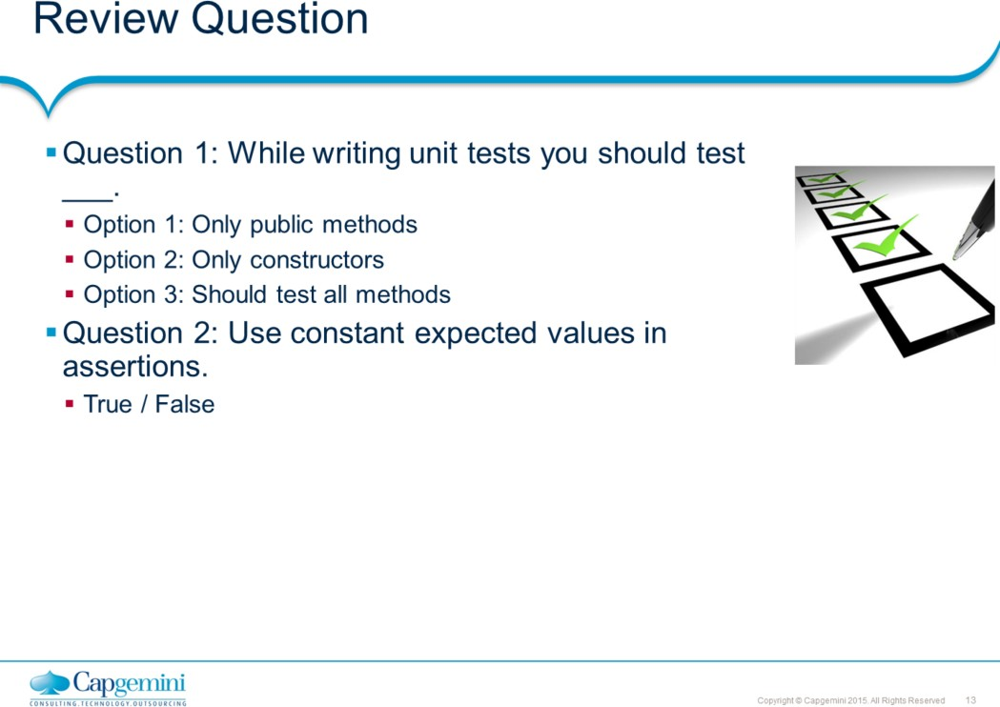 Review Question
Question 1: While writing unit tests you should test
___.
Option 1: Only public methods
Option 2: Only constructors
Option 3: Should test all methods
Question 2: Use constant expected values in
assertions.
True / False
Capgemini
CONSULTING.TECHNOLOGY.OUTSOURCING
Copyright © Capgemini 2015. All Rights Reserved 13